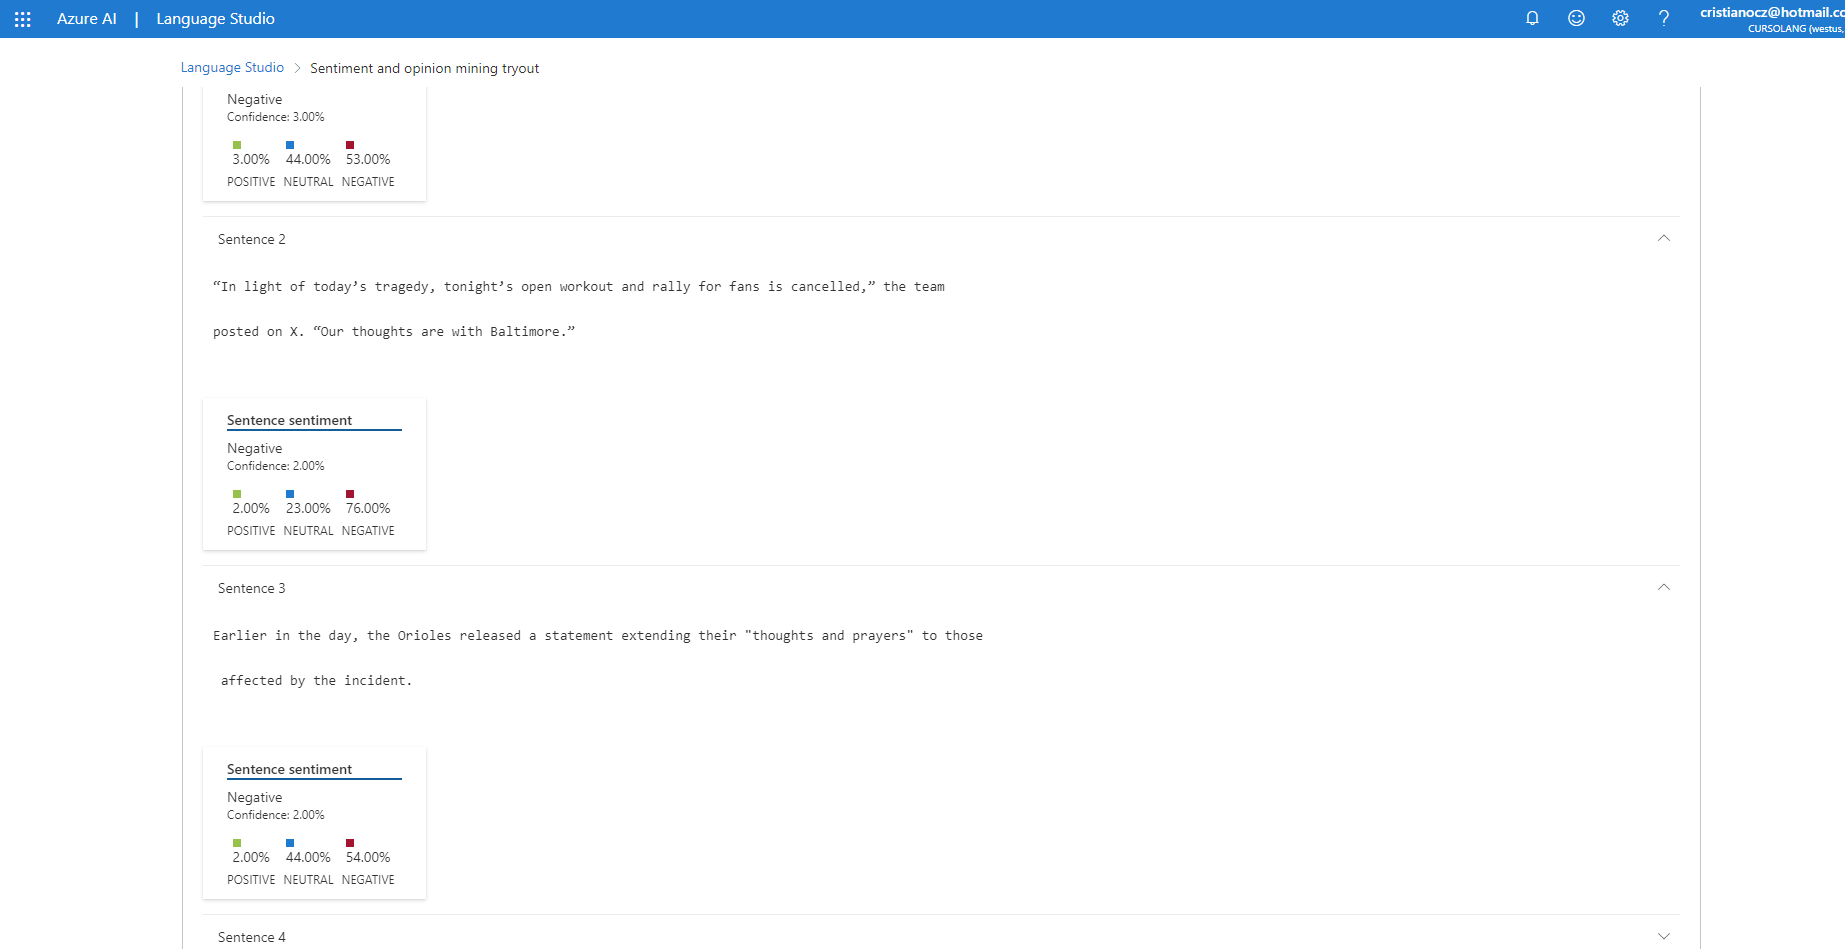 Azure AI | Language Studio
cristianocz@hotmail.cc
CURSOLANG (westus,
Language Studio > Sentiment and opinion mining tryout
Negative
Confidence: 3.00%
3.00% 44.00% 53.00%
POSITIVE NEUTRAL NEGATIVE
Sentence 2
“In light of today’s tragedy, tonight’s open workout and rally for fans is cancelled,” the team
posted on X. “Our thoughts are with Baltimore.”
Sentence sentiment
Negative
Confidence: 2.00%
2.00% 23.00% 76.00%
POSITIVE NEUTRAL NEGATIVE
Sentence 3
Earlier in the day, the Orioles released a statement extending their "thoughts and prayers" to those
affected by the incident.
Sentence sentiment
Negative
Confidence: 2.00%
2.00% 44.00% 54.00%
POSITIVE NEUTRAL NEGATIVE
Sentence 4